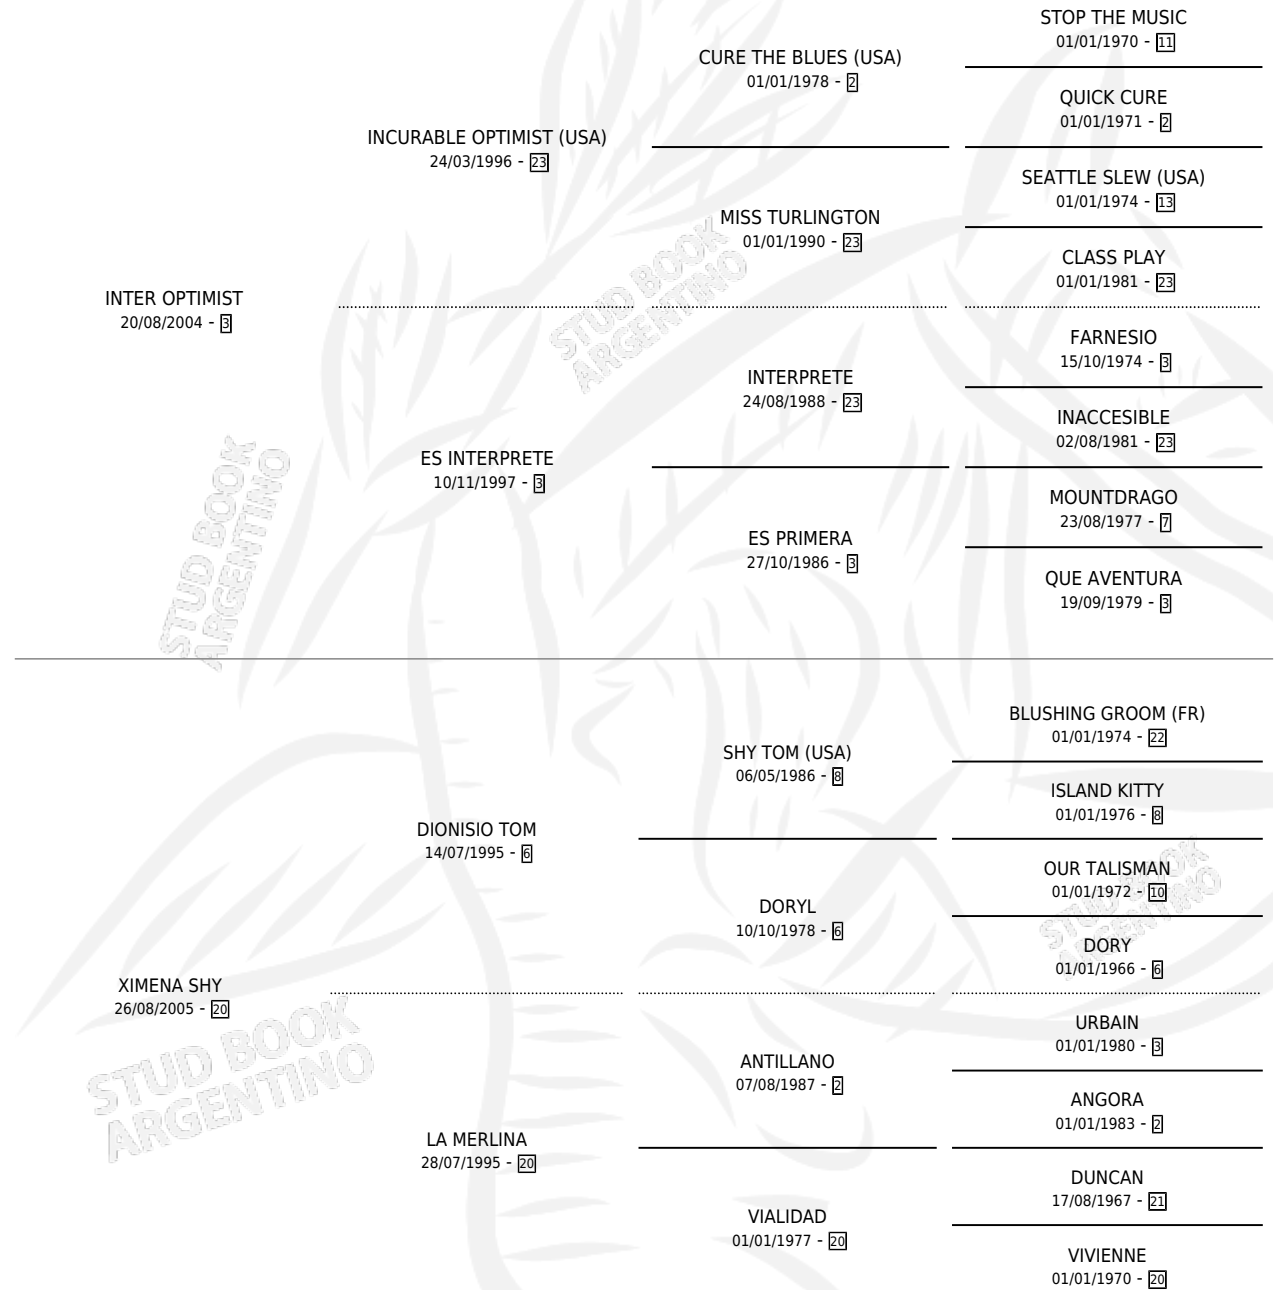 STOP THE MUSIC
01/01/1970 - 11
CURE THE BLUES (USA)
01/01/1978 - 2
QUICK CURE
01/01/1971 - 2
INCURABLE OPTIMIST (USA)
24/03/1996 - 23
SEATTLE SLEW (USA)
01/01/1974 - 13
MISS TURLINGTON
01/01/1990 - 23
CLASS PLAY
01/01/1981 - 23
INTER OPTIMIST
20/08/2004 - 3
STUD BOOK
ARGENTINO
FARNESIO
15/10/1974 - 3
INTERPRETE
24/08/1988 - 23
INACCESIBLE
02/08/1981 - 23
ES INTERPRETE
10/11/1997 - 3
MOUNTDRAGO
23/08/1977 - 7
ES PRIMERA
27/10/1986 - 3
QUE AVENTURA
19/09/1979 - 3
STUD BOOK
ARGENTINO
BLUSHING GROOM (FR)
01/01/1974 - 22
SHY TOM (USA)
06/05/1986 - 8
ISLAND KITTY
01/01/1976 - 8
DIONISIO TOM
14/07/1995 - 6
OUR TALISMAN
01/01/1972 - 10
DORYL
10/10/1978 - 6
STUD BOOK
ARGENTINO
DORY
01/01/1966 - 6
XIMENA SHY
26/08/2005 - 20
STUD BOOK
ARGENTINO
URBAIN
01/01/1980 - 3
ANTILLANO
07/08/1987 - 2
ANGORA
01/01/1983 - 2
LA MERLINA
28/07/1995 - 20
DUNCAN
17/08/1967 - 21
VIALIDAD
01/01/1977 - 20
VIVIENNE
01/01/1970 - 20